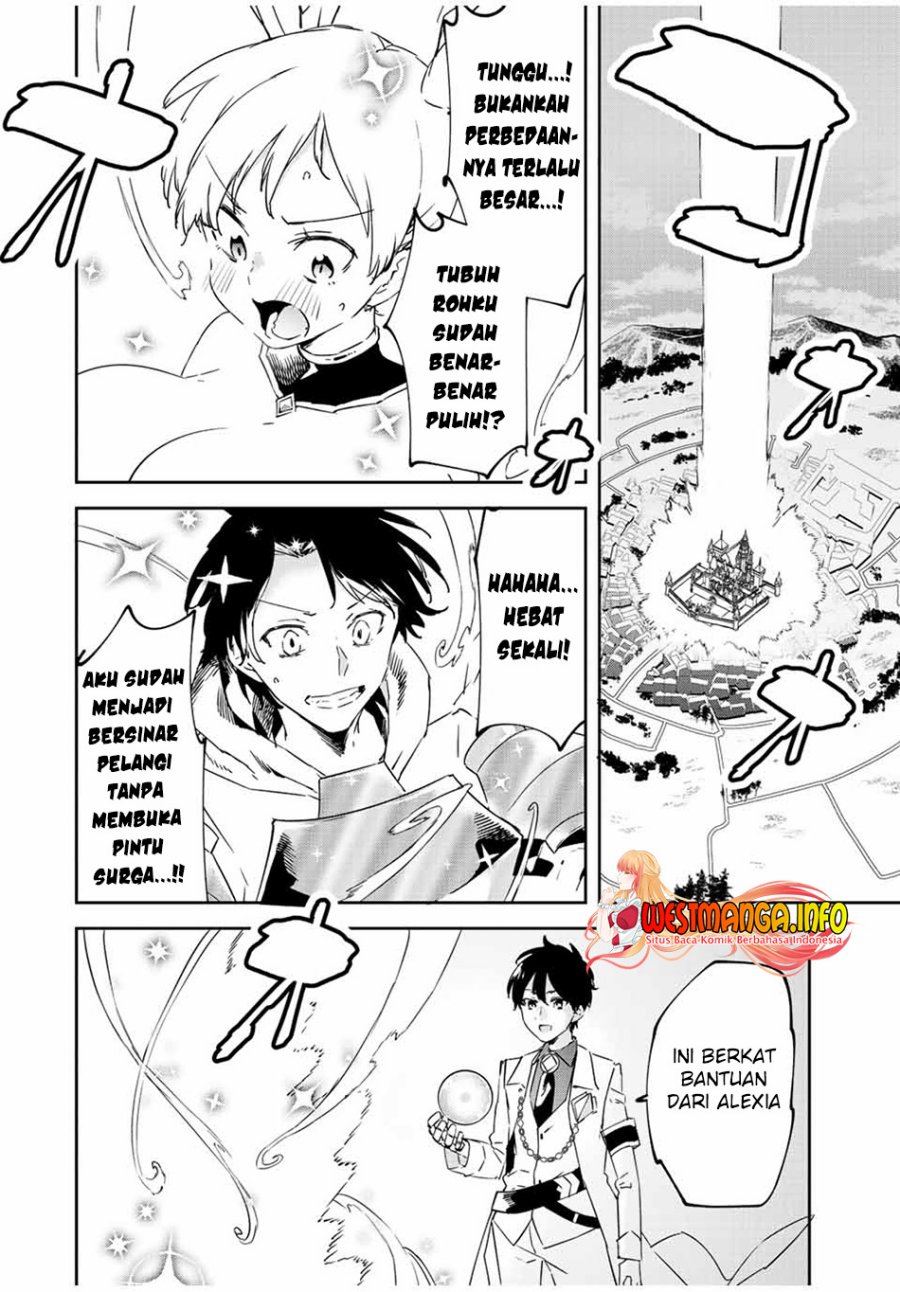 TUNGGU...!
BUKANKAH
PERBEDAAN-
NYA TERLALU
BESAR...!
TUBUH
ROHKU
SUDAH
BENAR-
BENAR
PULIH!?
HAHAHA...
HEBAT
SEKALI!
AKU SUDAH
MENJADI
BERSINAR
PELANGI
TANPA
MEMBUKA
PINTU
SURGA...!!
WESTMANGA.INFO
Situs Baca Komik Berbahasa Indonesia
INI BERKAT
BANTUAN
DARI ALEXIA